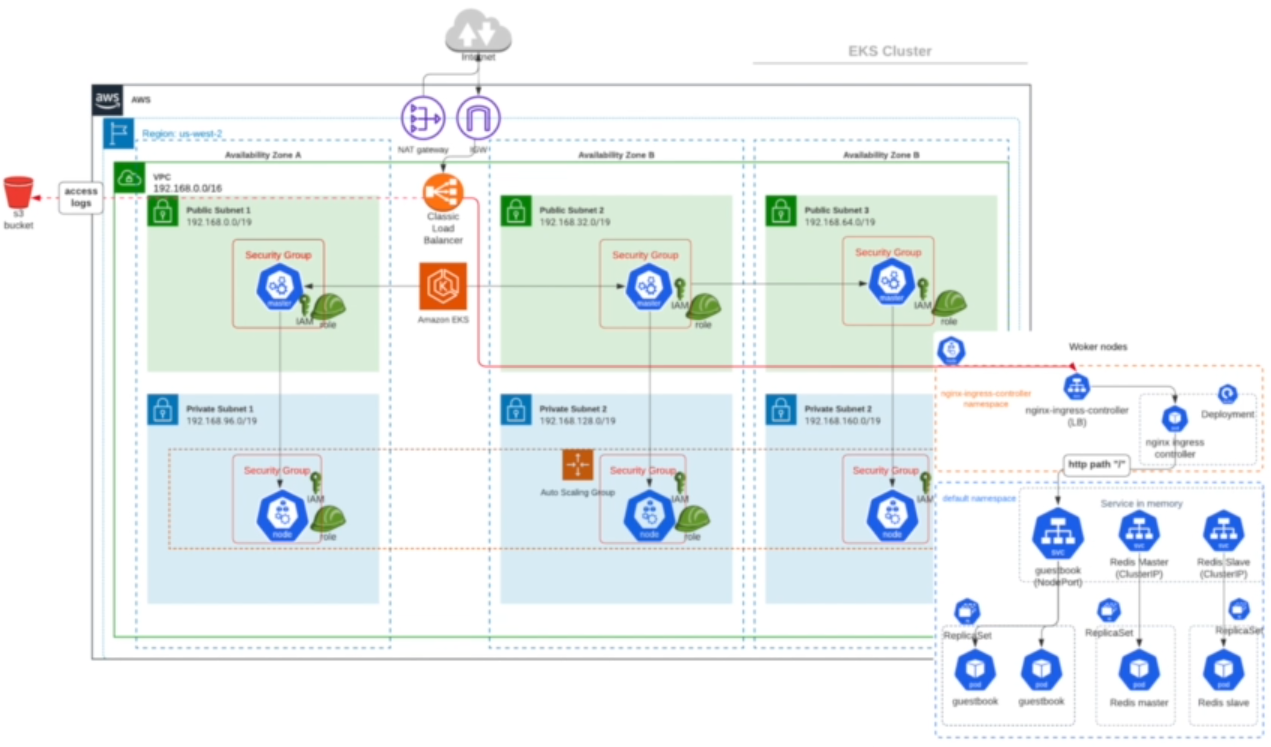 EKS Cluster
Internet
aws
AWS
Region: us-west-2
NAT gateway
IGW
Availability Zone A
Availability Zone B
Availability Zone B
VPC
192.168.0.0/16
access
logs
s3
bucket
Classic
Load
Balancer
Public Subnet 1
192.168.0.0/19
Public Subnet 2
192.168.32.0/19
Public Subnet 3
192.168.64.0/19
Security Group
master
IAM
role
Amazon EKS
Security Group
master
IAM
role
Security Group
master
IAM
role
Private Subnet 1
192.168.96.0/19
Private Subnet 2
192.168.128.0/19
Private Subnet 2
192.168.160.0/19
Security Group
IAM
node
role
Auto Scaling Group
Security Group
IAM
node
role
Security Group
IAM
node
Woker nodes
nginx-ingress-controller
namespace
svc
nginx-ingress-controller
(LB)
Deployment
nginx ingress
controller
http path "/"
default namespace
Service in memory
svc
guestbook
(NodePort)
svc
Redis Master
(ClusterIP)
svc
Redis Slave
(ClusterIP)
ReplicaSet
ReplicaSet
ReplicaSet
pod
guestbook
pod
guestbook
pod
Redis master
pod
Redis slave